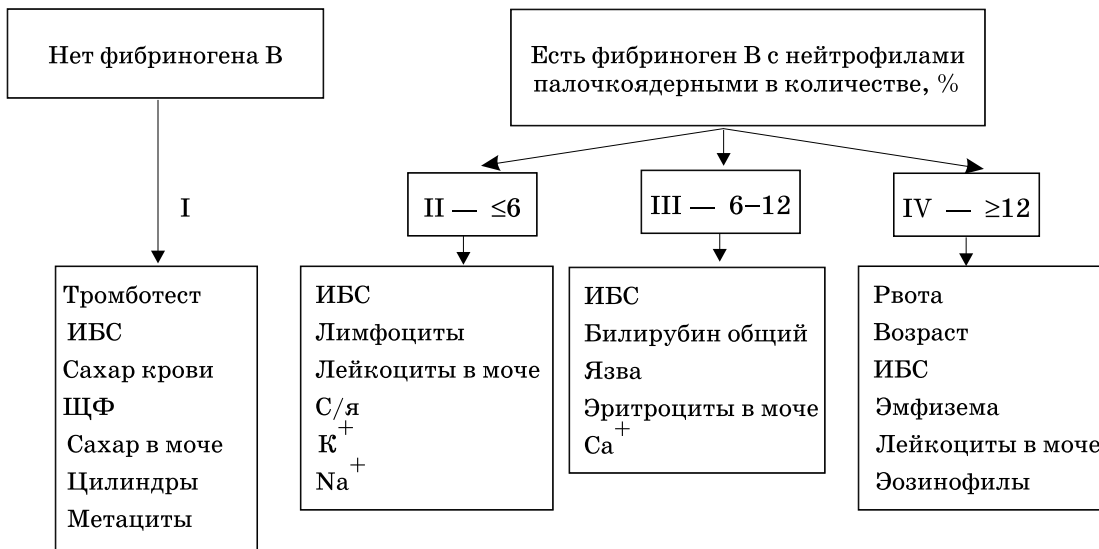 Нет фибриногена В
Есть фибриноген В с нейтрофилами
палочкоядерными в количестве, %
I
II — ≤6
III — 6–12
IV — ≥12
Тромботест
ИБС
Сахар крови
ЩФ
Сахар в моче
Цилиндры
Метациты
ИБС
Лимфоциты
Лейкоциты в моче
С/я
К⁺
Na⁺
ИБС
Билирубин общий
Язва
Эритроциты в моче
Ca⁺
Рвота
Возраст
ИБС
Эмфизема
Лейкоциты в моче
Эозинофилы